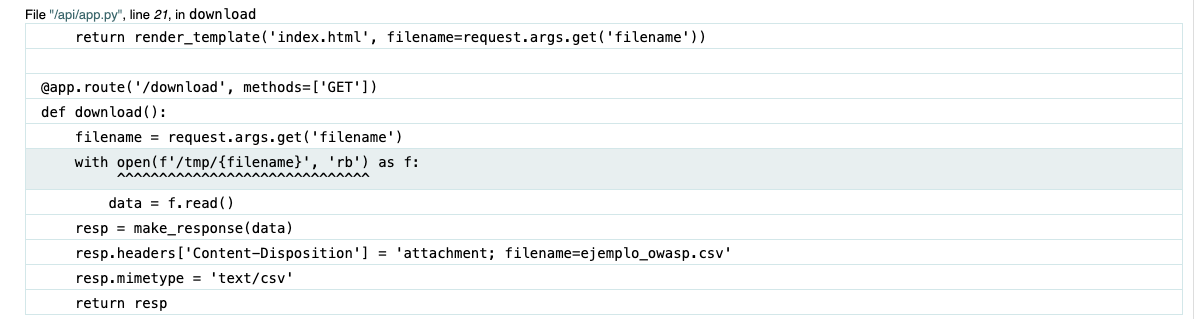 File "/api/app.py", line 21, in download
    return render_template('index.html', filename=request.args.get('filename'))
@app.route('/download', methods=['GET'])
def download():
    filename = request.args.get('filename')
    with open(f'/tmp/{filename}', 'rb') as f:
         ^^^^^^^^^^^^^^^^^^^^^^^^^^^^^^
        data = f.read()
    resp = make_response(data)
    resp.headers['Content-Disposition'] = 'attachment; filename=ejemplo_owasp.csv'
    resp.mimetype = 'text/csv'
    return resp